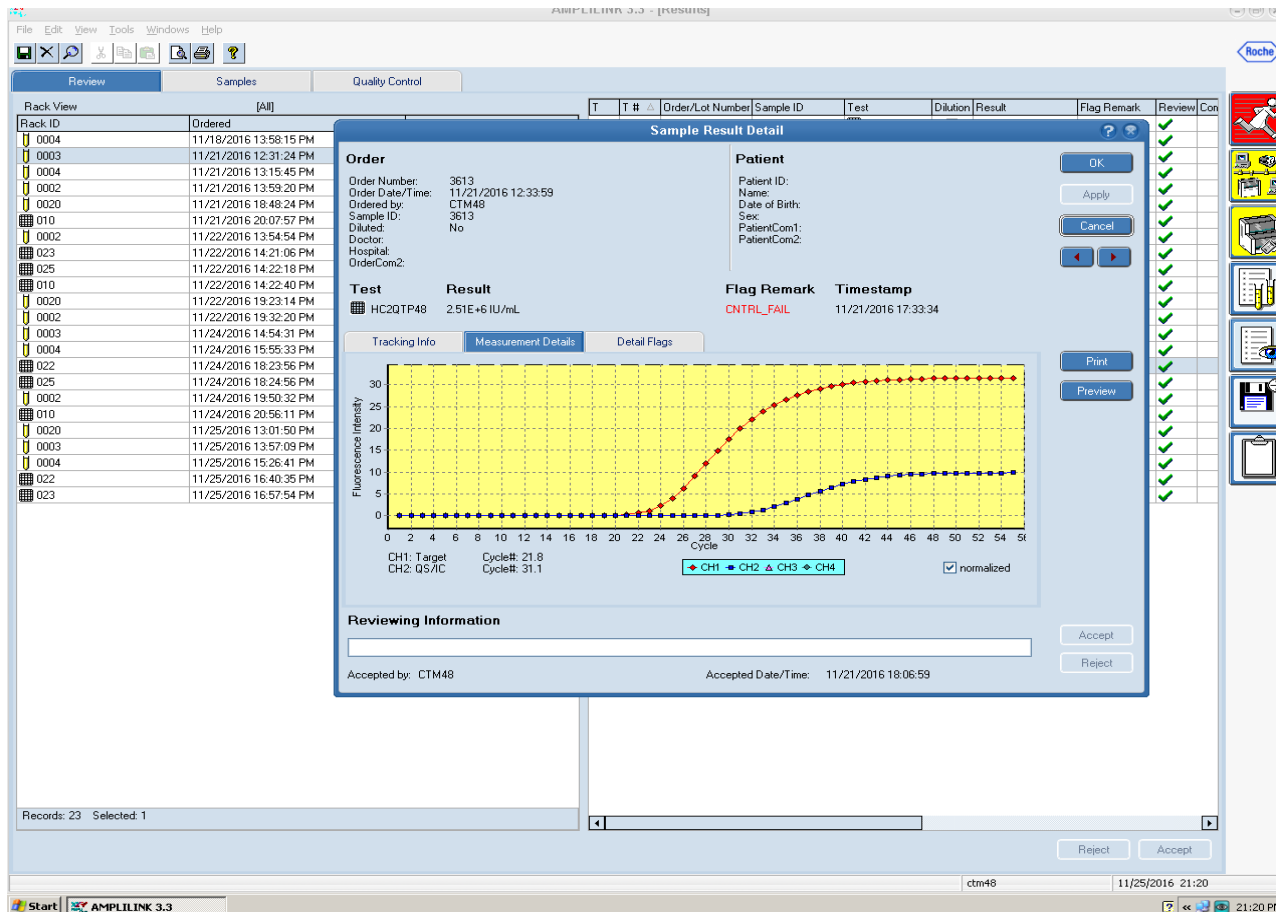 AMPLILINK 3.3 - [Results]
File Edit View Tools Windows Help
Roche
Review Samples Quality Control
Rack View [All]
Rack ID Ordered
0004 11/18/2016 13:58:15 PM
0003 11/21/2016 12:31:24 PM
0004 11/21/2016 13:15:45 PM
0002 11/21/2016 13:59:20 PM
0020 11/21/2016 18:48:24 PM
010 11/21/2016 20:07:57 PM
0002 11/22/2016 13:54:54 PM
023 11/22/2016 14:21:06 PM
025 11/22/2016 14:22:18 PM
010 11/22/2016 14:22:40 PM
0020 11/22/2016 19:23:14 PM
0002 11/22/2016 19:32:20 PM
0003 11/24/2016 14:54:31 PM
0004 11/24/2016 15:55:33 PM
022 11/24/2016 18:23:56 PM
025 11/24/2016 18:24:56 PM
0002 11/24/2016 19:50:32 PM
010 11/24/2016 20:56:11 PM
0020 11/25/2016 13:01:50 PM
0003 11/25/2016 13:57:09 PM
0004 11/25/2016 15:26:41 PM
022 11/25/2016 16:40:35 PM
023 11/25/2016 16:57:54 PM
Records: 23 Selected: 1
T T # Order/Lot Number Sample ID Test Dilution Result Flag Remark Review Con
Sample Result Detail
Order
Order Number: 3613
Order Date/Time: 11/21/2016 12:33:59
Ordered by: CTM48
Sample ID: 3613
Diluted: No
Doctor:
Hospital:
OrderCom2:
Patient
Patient ID:
Name:
Date of Birth:
Sex:
PatientCom1:
PatientCom2:
OK
Apply
Cancel
Test Result Flag Remark Timestamp
HC2QTP48 2.51E+6 IU/mL CNTRL_FAIL 11/21/2016 17:33:34
Tracking Info Measurement Details Detail Flags
Print
Preview
Fluorescence Intensity
30
25
20
15
10
5
0
0 2 4 6 8 10 12 14 16 18 20 22 24 26 28 30 32 34 36 38 40 42 44 46 48 50 52 54
Cycle
CH1: Target Cycle#: 21.8
CH2: QS/IC Cycle#: 31.1
CH1 CH2 CH3 CH4
normalized
Reviewing Information
Accept
Reject
Accepted by: CTM48 Accepted Date/Time: 11/21/2016 18:06:59
Reject Accept
ctm48 11/25/2016 21:20
Start AMPLILINK 3.3 21:20 PM